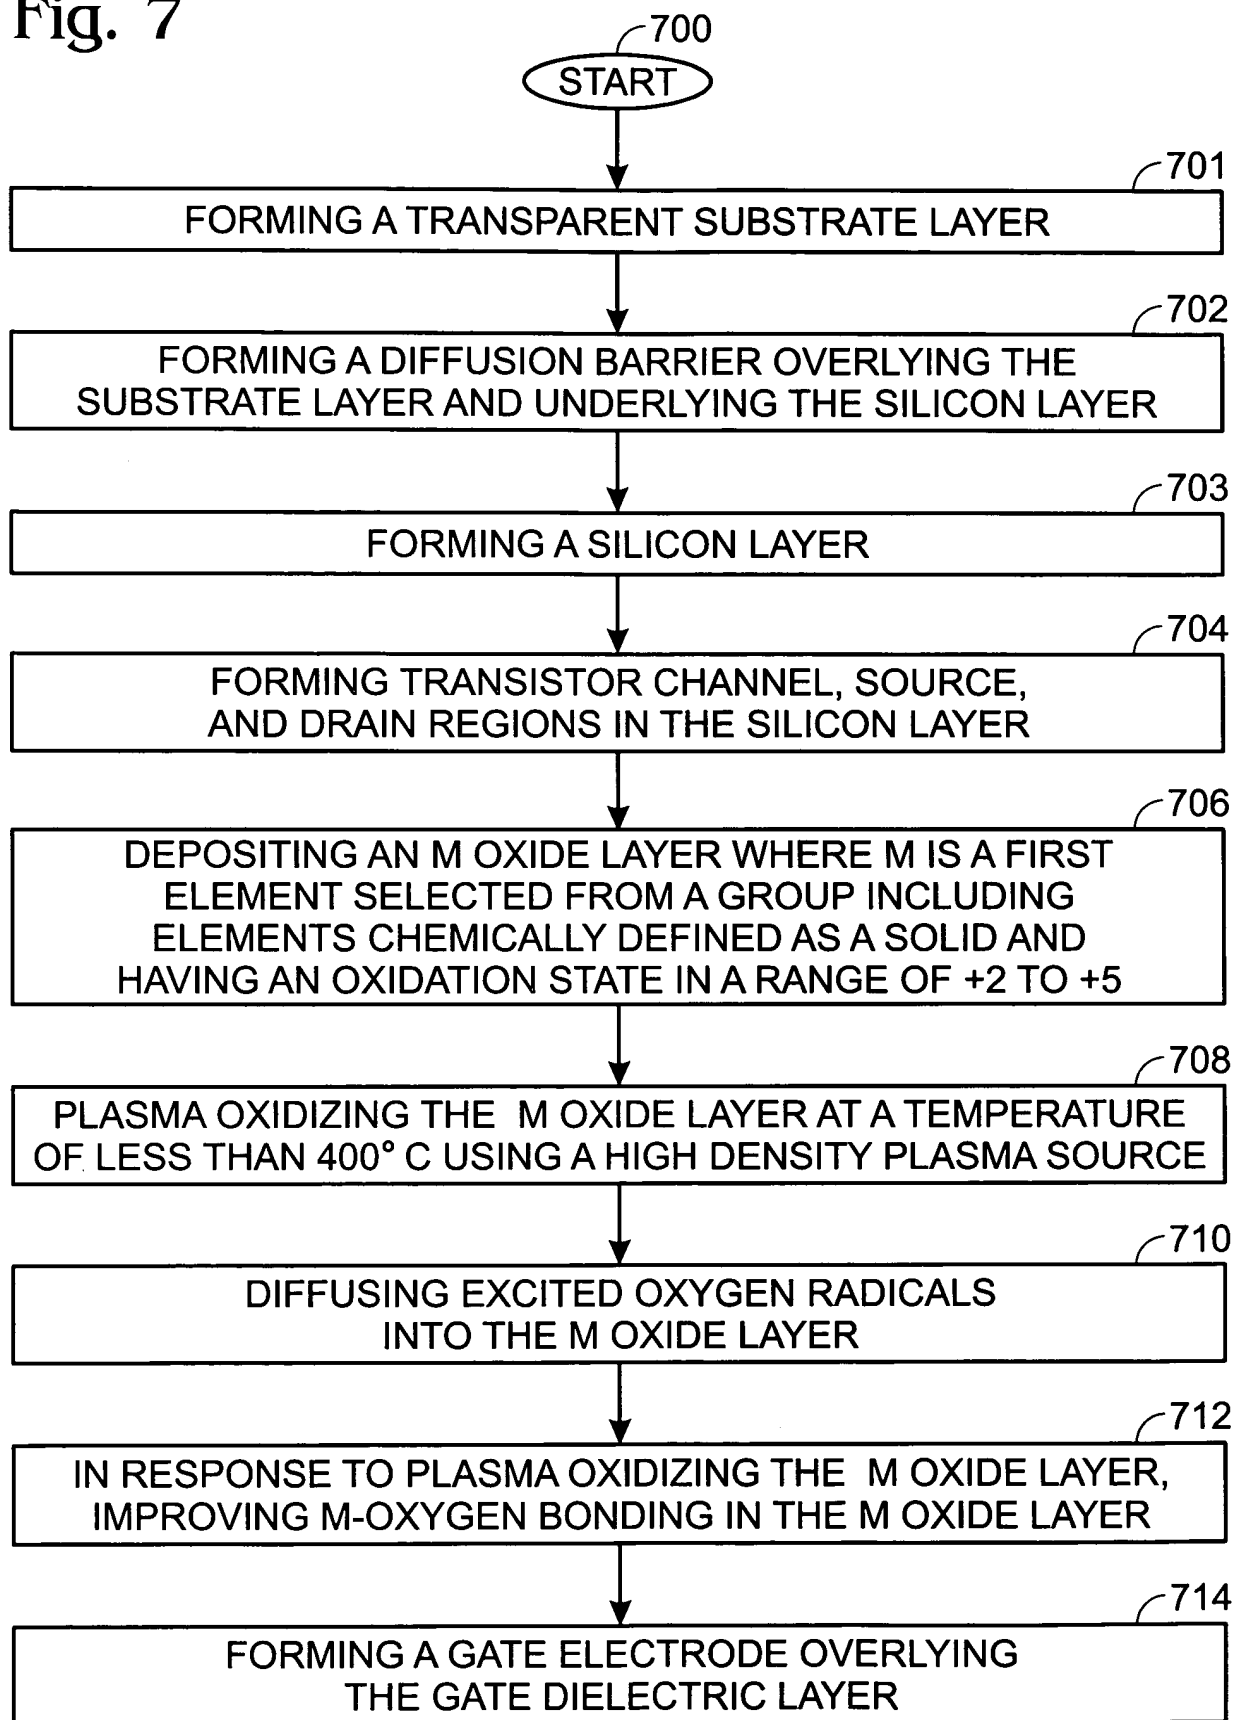 Fig. 7
700
START
701
FORMING A TRANSPARENT SUBSTRATE LAYER
702
FORMING A DIFFUSION BARRIER OVERLYING THE
SUBSTRATE LAYER AND UNDERLYING THE SILICON LAYER
703
FORMING A SILICON LAYER
704
FORMING TRANSISTOR CHANNEL, SOURCE,
AND DRAIN REGIONS IN THE SILICON LAYER
706
DEPOSITING AN M OXIDE LAYER WHERE M IS A FIRST
ELEMENT SELECTED FROM A GROUP INCLUDING
ELEMENTS CHEMICALLY DEFINED AS A SOLID AND
HAVING AN OXIDATION STATE IN A RANGE OF +2 TO +5
708
PLASMA OXIDIZING THE M OXIDE LAYER AT A TEMPERATURE
OF LESS THAN 400° C USING A HIGH DENSITY PLASMA SOURCE
710
DIFFUSING EXCITED OXYGEN RADICALS
INTO THE M OXIDE LAYER
712
IN RESPONSE TO PLASMA OXIDIZING THE M OXIDE LAYER,
IMPROVING M-OXYGEN BONDING IN THE M OXIDE LAYER
714
FORMING A GATE ELECTRODE OVERLYING
THE GATE DIELECTRIC LAYER